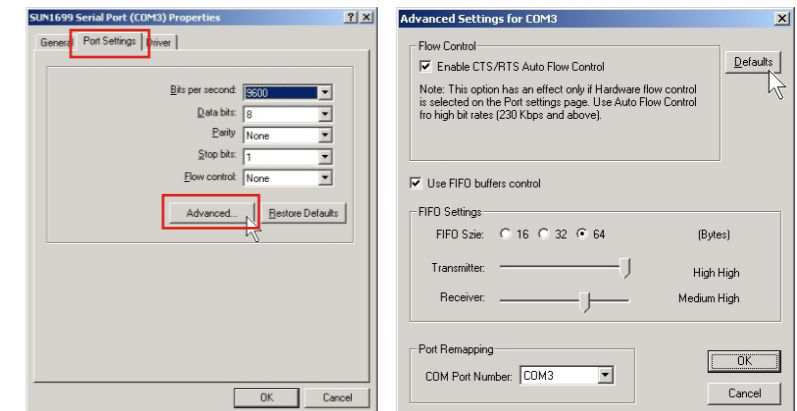 SUN1699 Serial Port (COM3) Properties
General
Port Settings
Driver
Bits per second: 9600
Data bits: 8
Parity None
Stop bits: 1
Flow control: None
Advanced...
Restore Defaults
OK
Cancel
Advanced Settings for COM3
Flow Control
Enable CTS/RTS Auto Flow Control
Defaults
Note: This option has an effect only if Hardware flow control
is selected on the Port settings page. Use Auto Flow Control
fro high bit rates (230 Kbps and above).
Use FIFO buffers control
FIFO Settings
FIFO Szie: 16 32 64 (Bytes)
Transmitter: High High
Receiver: Medium High
Port Remapping
COM Port Number: COM3
OK
Cancel